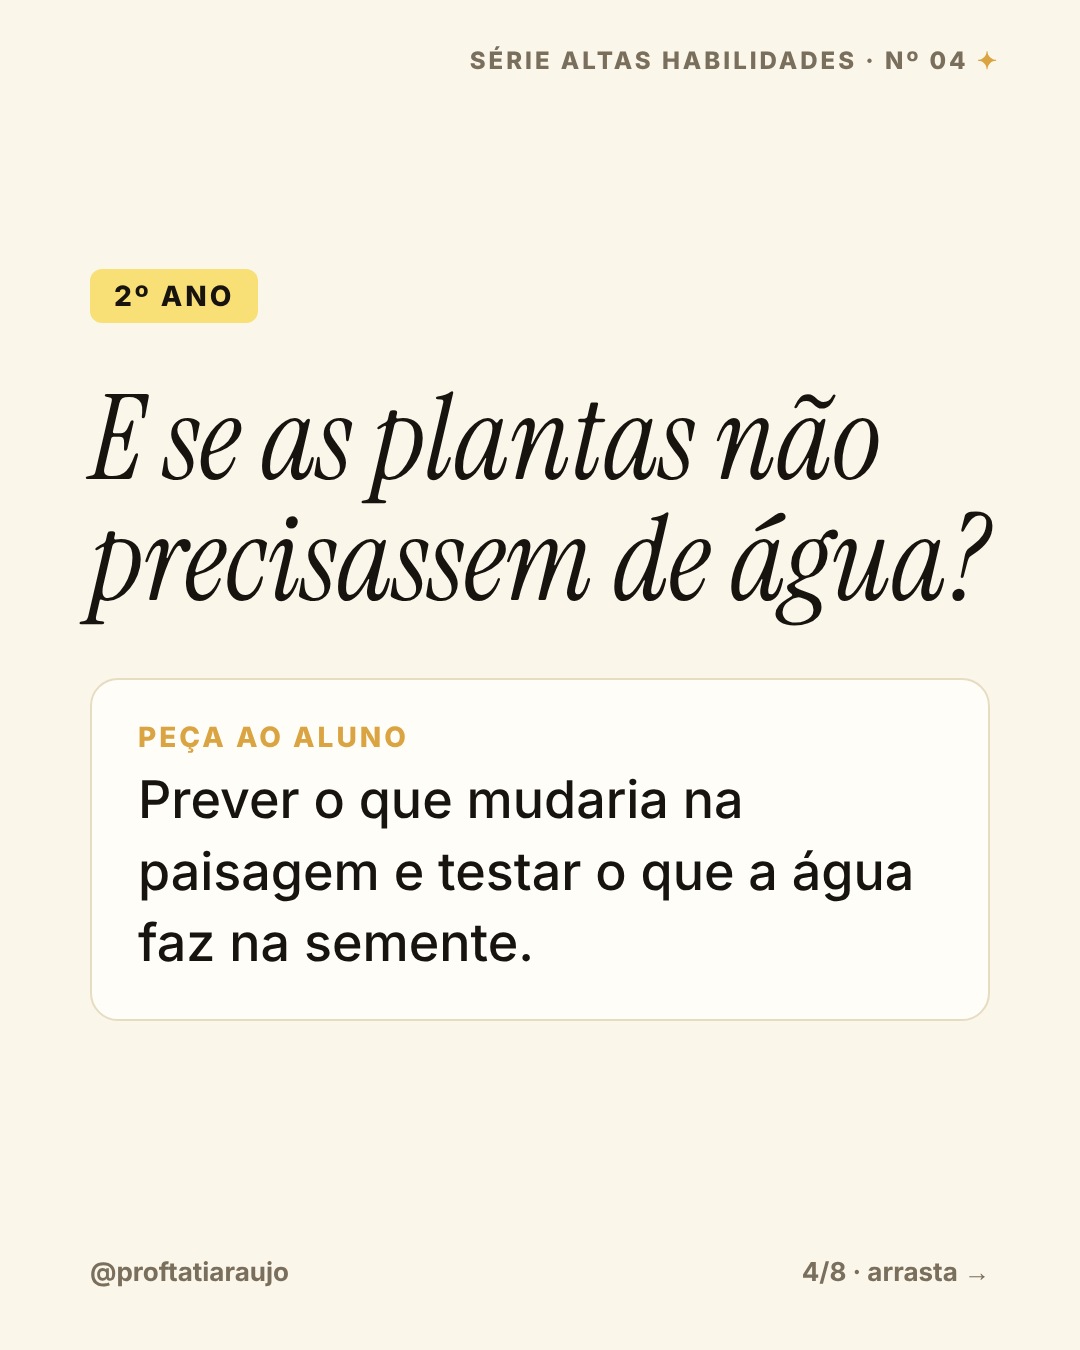 SÉRIE ALTAS HABILIDADES · Nº 04 ✦
2º ANO
E se as plantas não
precisassem de água?
PEÇA AO ALUNO
Prever o que mudaria na
paisagem e testar o que a água
faz na semente.
@proftatiaraujo
4/8 · arrasta →